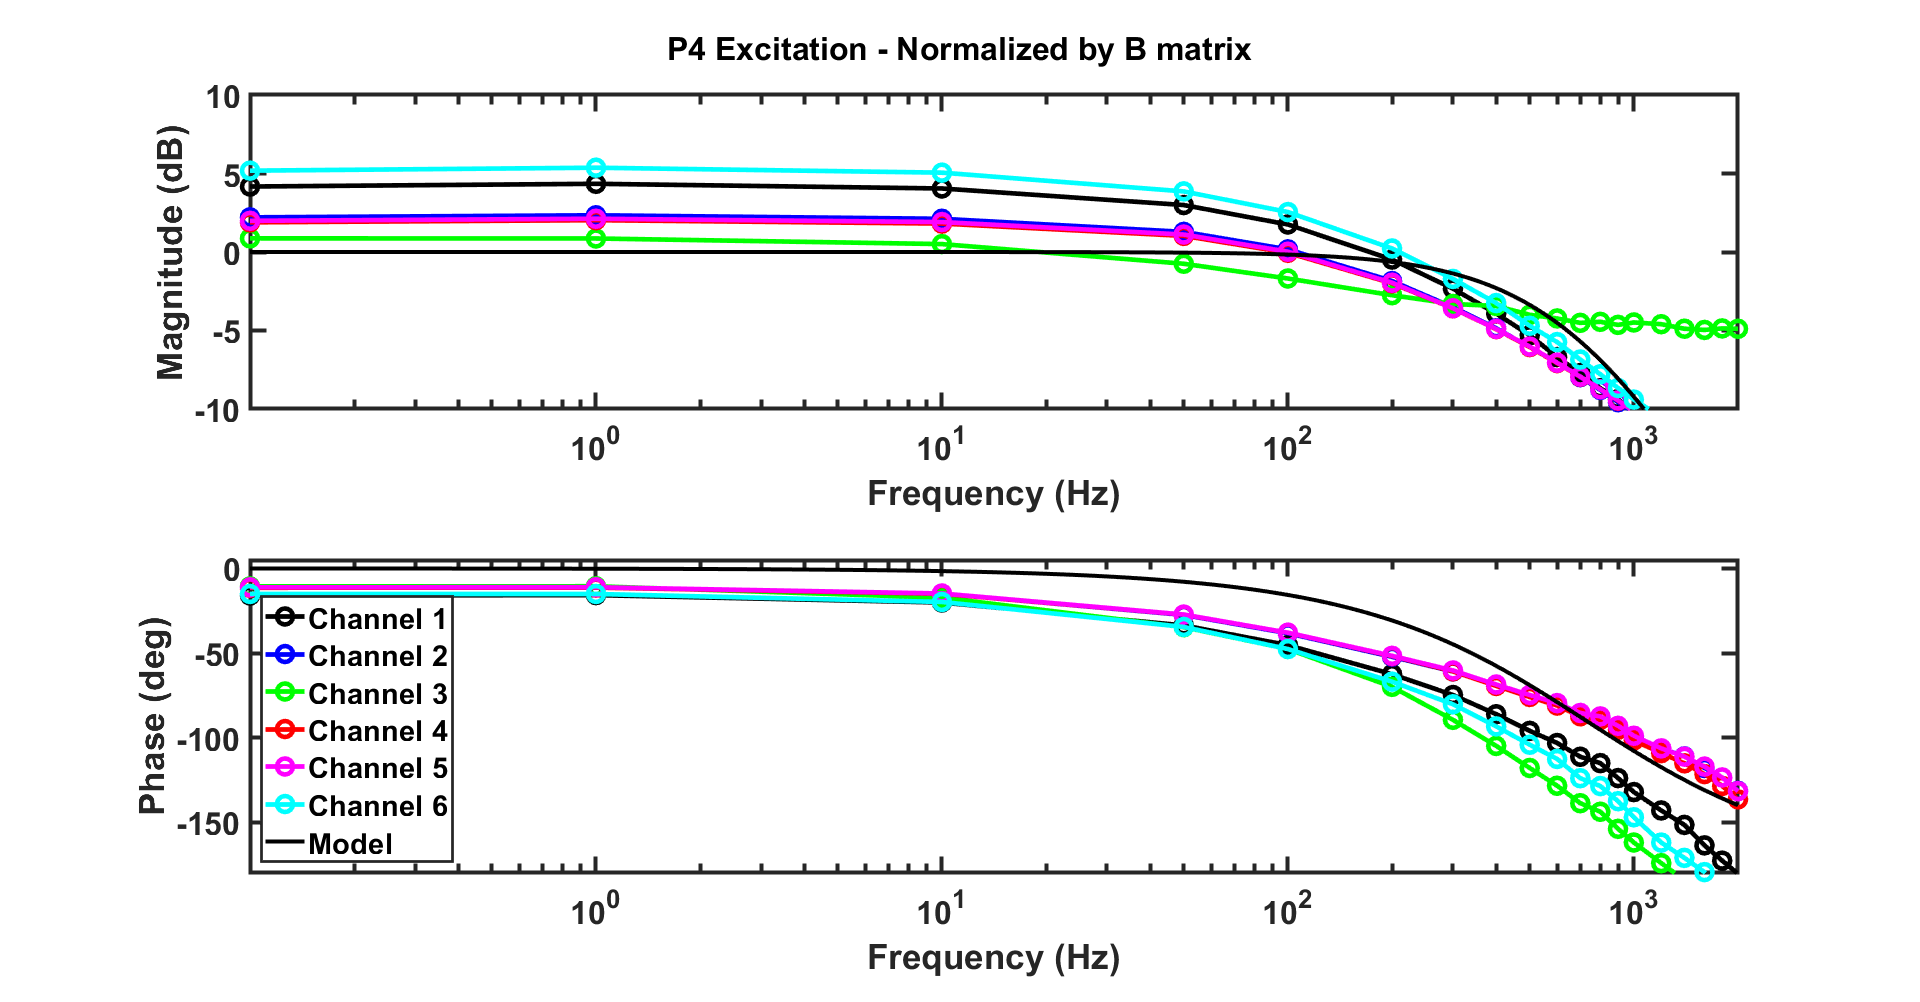 P4 Excitation - Normalized by B matrix
Magnitude (dB)
10
5
0
-5
-10
10^0
10^1
10^2
10^3
Frequency (Hz)
Phase (deg)
0
-50
-100
-150
Channel 1
Channel 2
Channel 3
Channel 4
Channel 5
Channel 6
Model
10^0
10^1
10^2
10^3
Frequency (Hz)